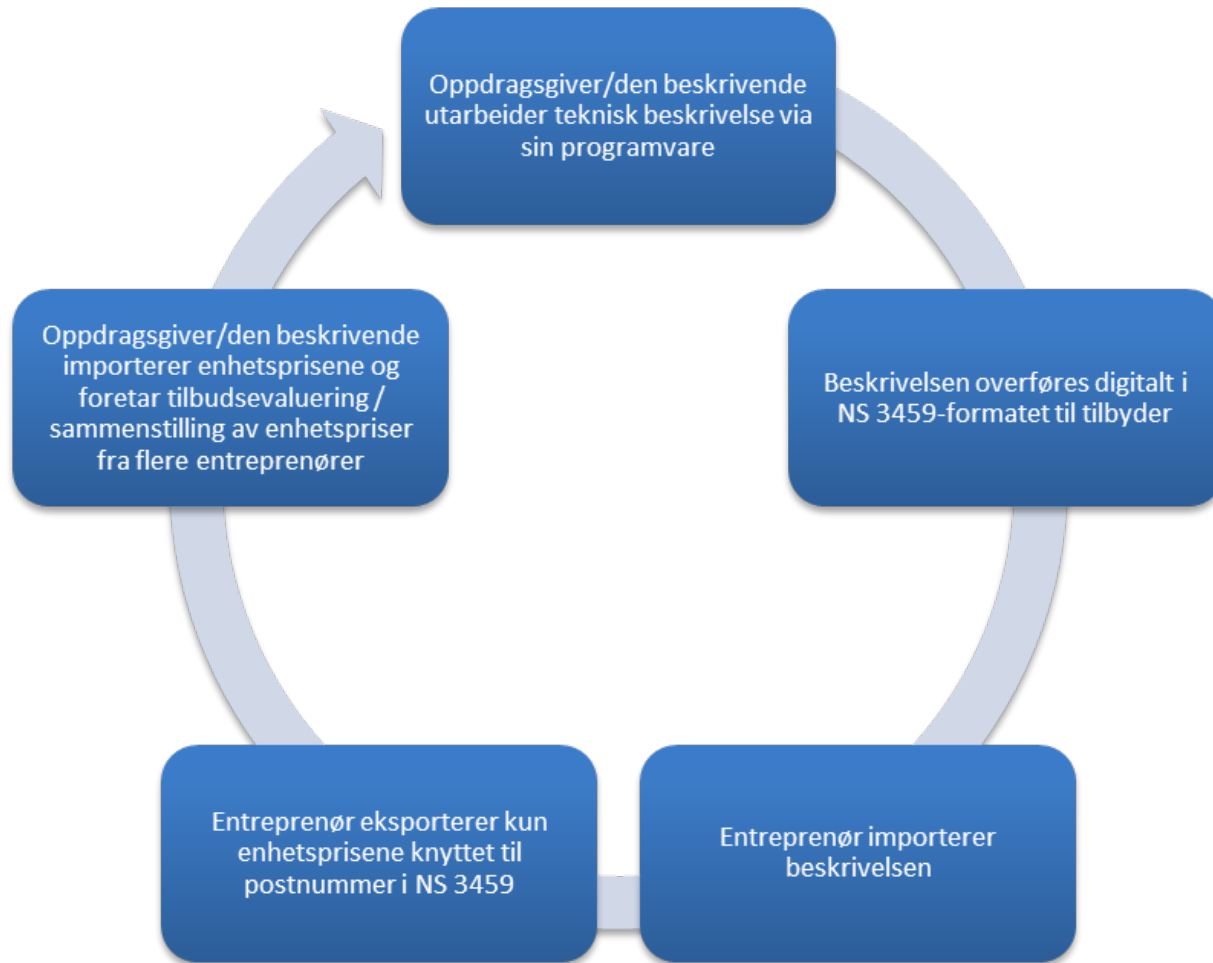 Oppdragsgiver/den beskrivende
utarbeider teknisk beskrivelse via
sin programvare
Beskrivelsen overføres digitalt i
NS 3459-formatet til tilbyder
Entreprenør importerer
beskrivelsen
Entreprenør eksporterer kun
enhetsprisene knyttet til
postnummer i NS 3459
Oppdragsgiver/den beskrivende
importerer enhetsprisene og
foretar tilbudsevaluering /
sammenstilling av enhetspriser
fra flere entreprenører